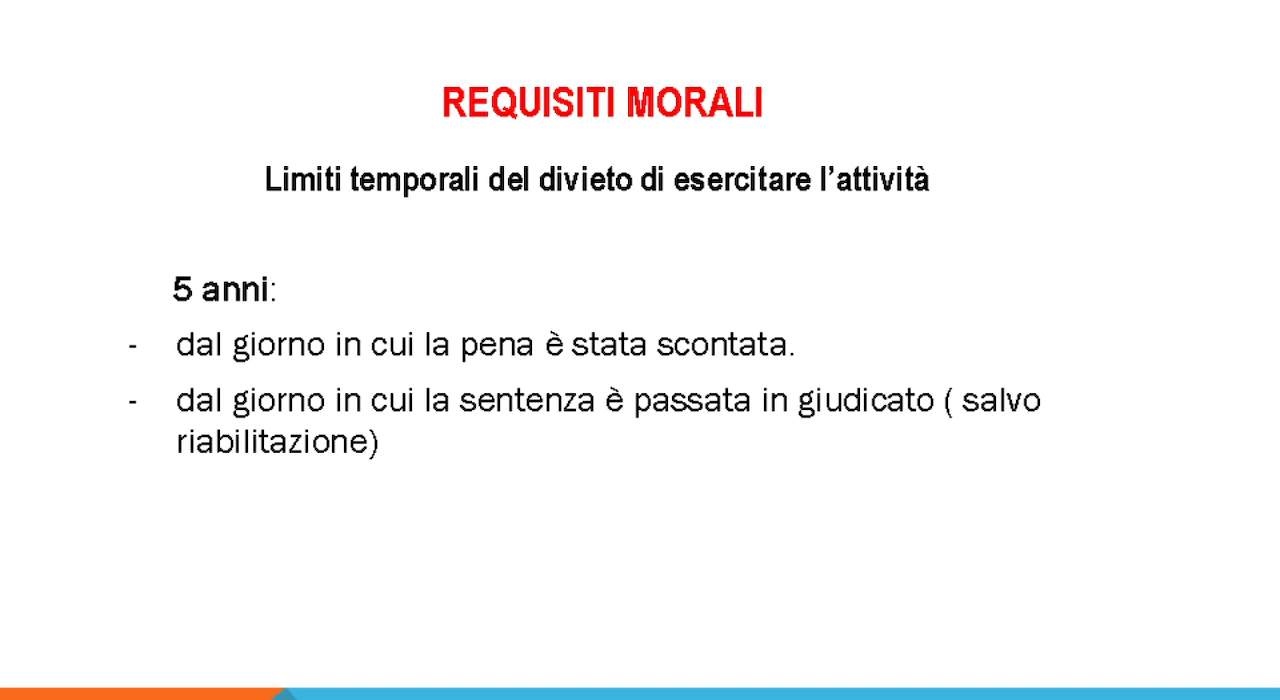 REQUISITI MORALI
Limiti temporali del divieto di esercitare l’attività
5 anni:
- dal giorno in cui la pena è stata scontata.
- dal giorno in cui la sentenza è passata in giudicato ( salvo
riabilitazione)